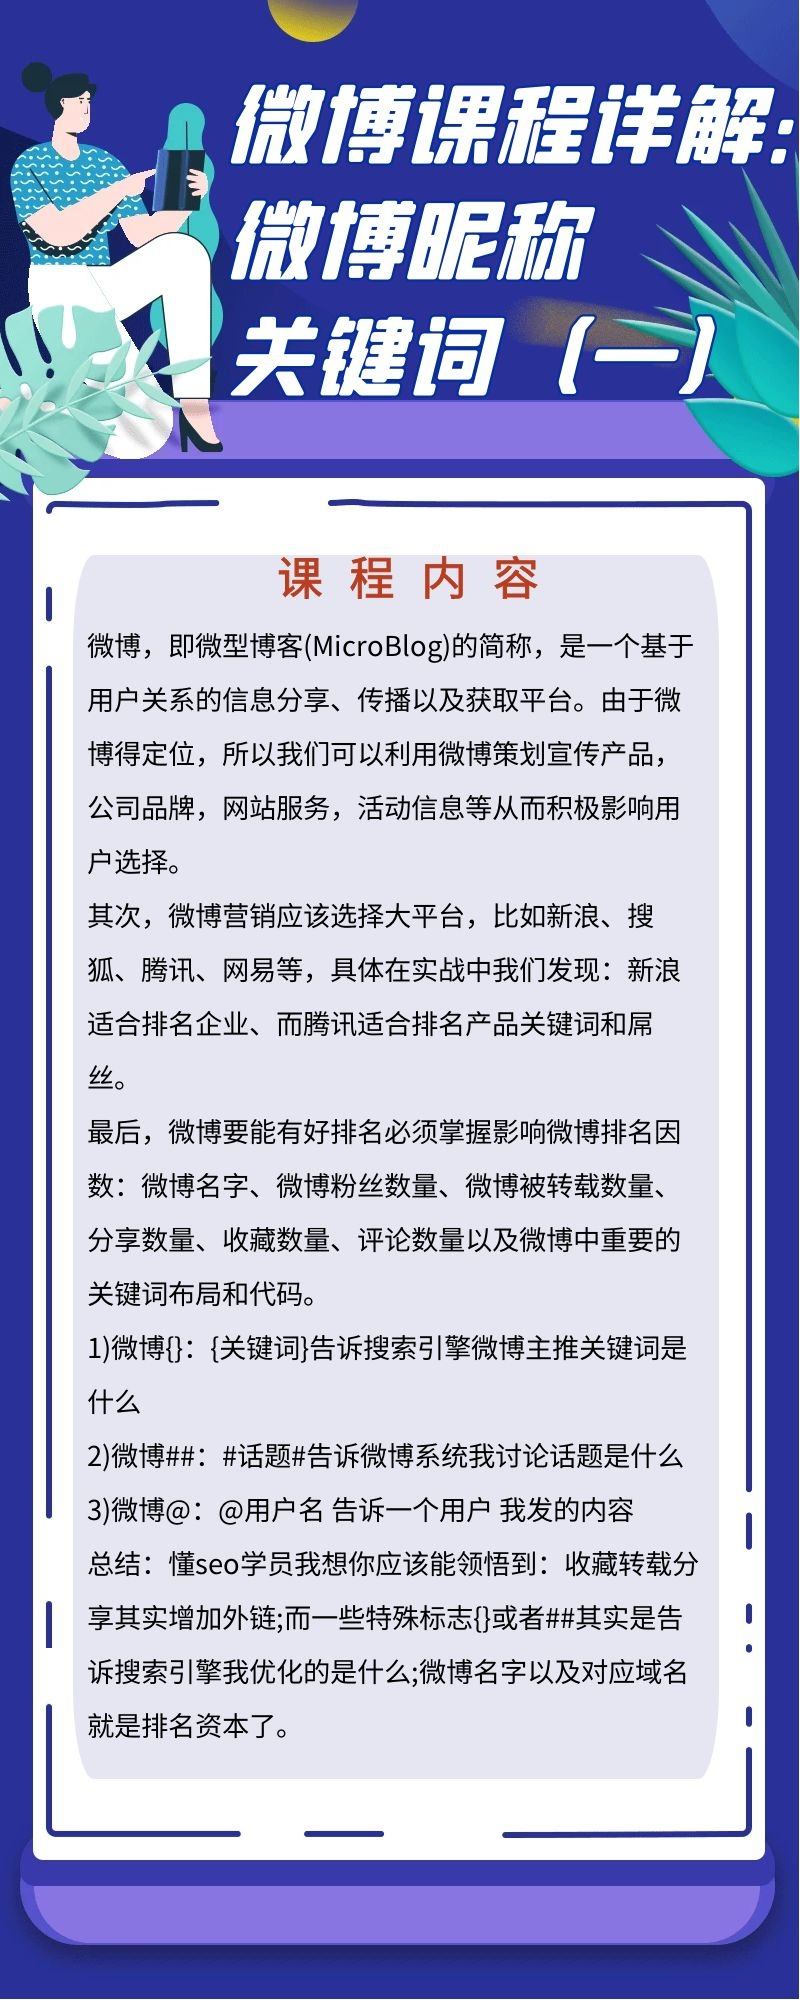 微博课程详解:
微博昵称
关键词（一）
课程内容
微博，即微型博客(MicroBlog)的简称，是一个基于
用户关系的信息分享、传播以及获取平台。由于微
博得定位，所以我们可以利用微博策划宣传产品，
公司品牌，网站服务，活动信息等从而积极影响用
户选择。
其次，微博营销应该选择大平台，比如新浪、搜
狐、腾讯、网易等，具体在实战中我们发现：新浪
适合排名企业、而腾讯适合排名产品关键词和屌
丝。
最后，微博要能有好排名必须掌握影响微博排名因
数：微博名字、微博粉丝数量、微博被转载数量、
分享数量、收藏数量、评论数量以及微博中重要的
关键词布局和代码。
1)微博{}：{关键词}告诉搜索引擎微博主推关键词是
什么
2)微博##：#话题#告诉微博系统我讨论话题是什么
3)微博@：@用户名 告诉一个用户 我发的内容
总结：懂seo学员我想你应该能领悟到：收藏转载分
享其实增加外链;而一些特殊标志{}或者##其实是告
诉搜索引擎我优化的是什么;微博名字以及对应域名
就是排名资本了。